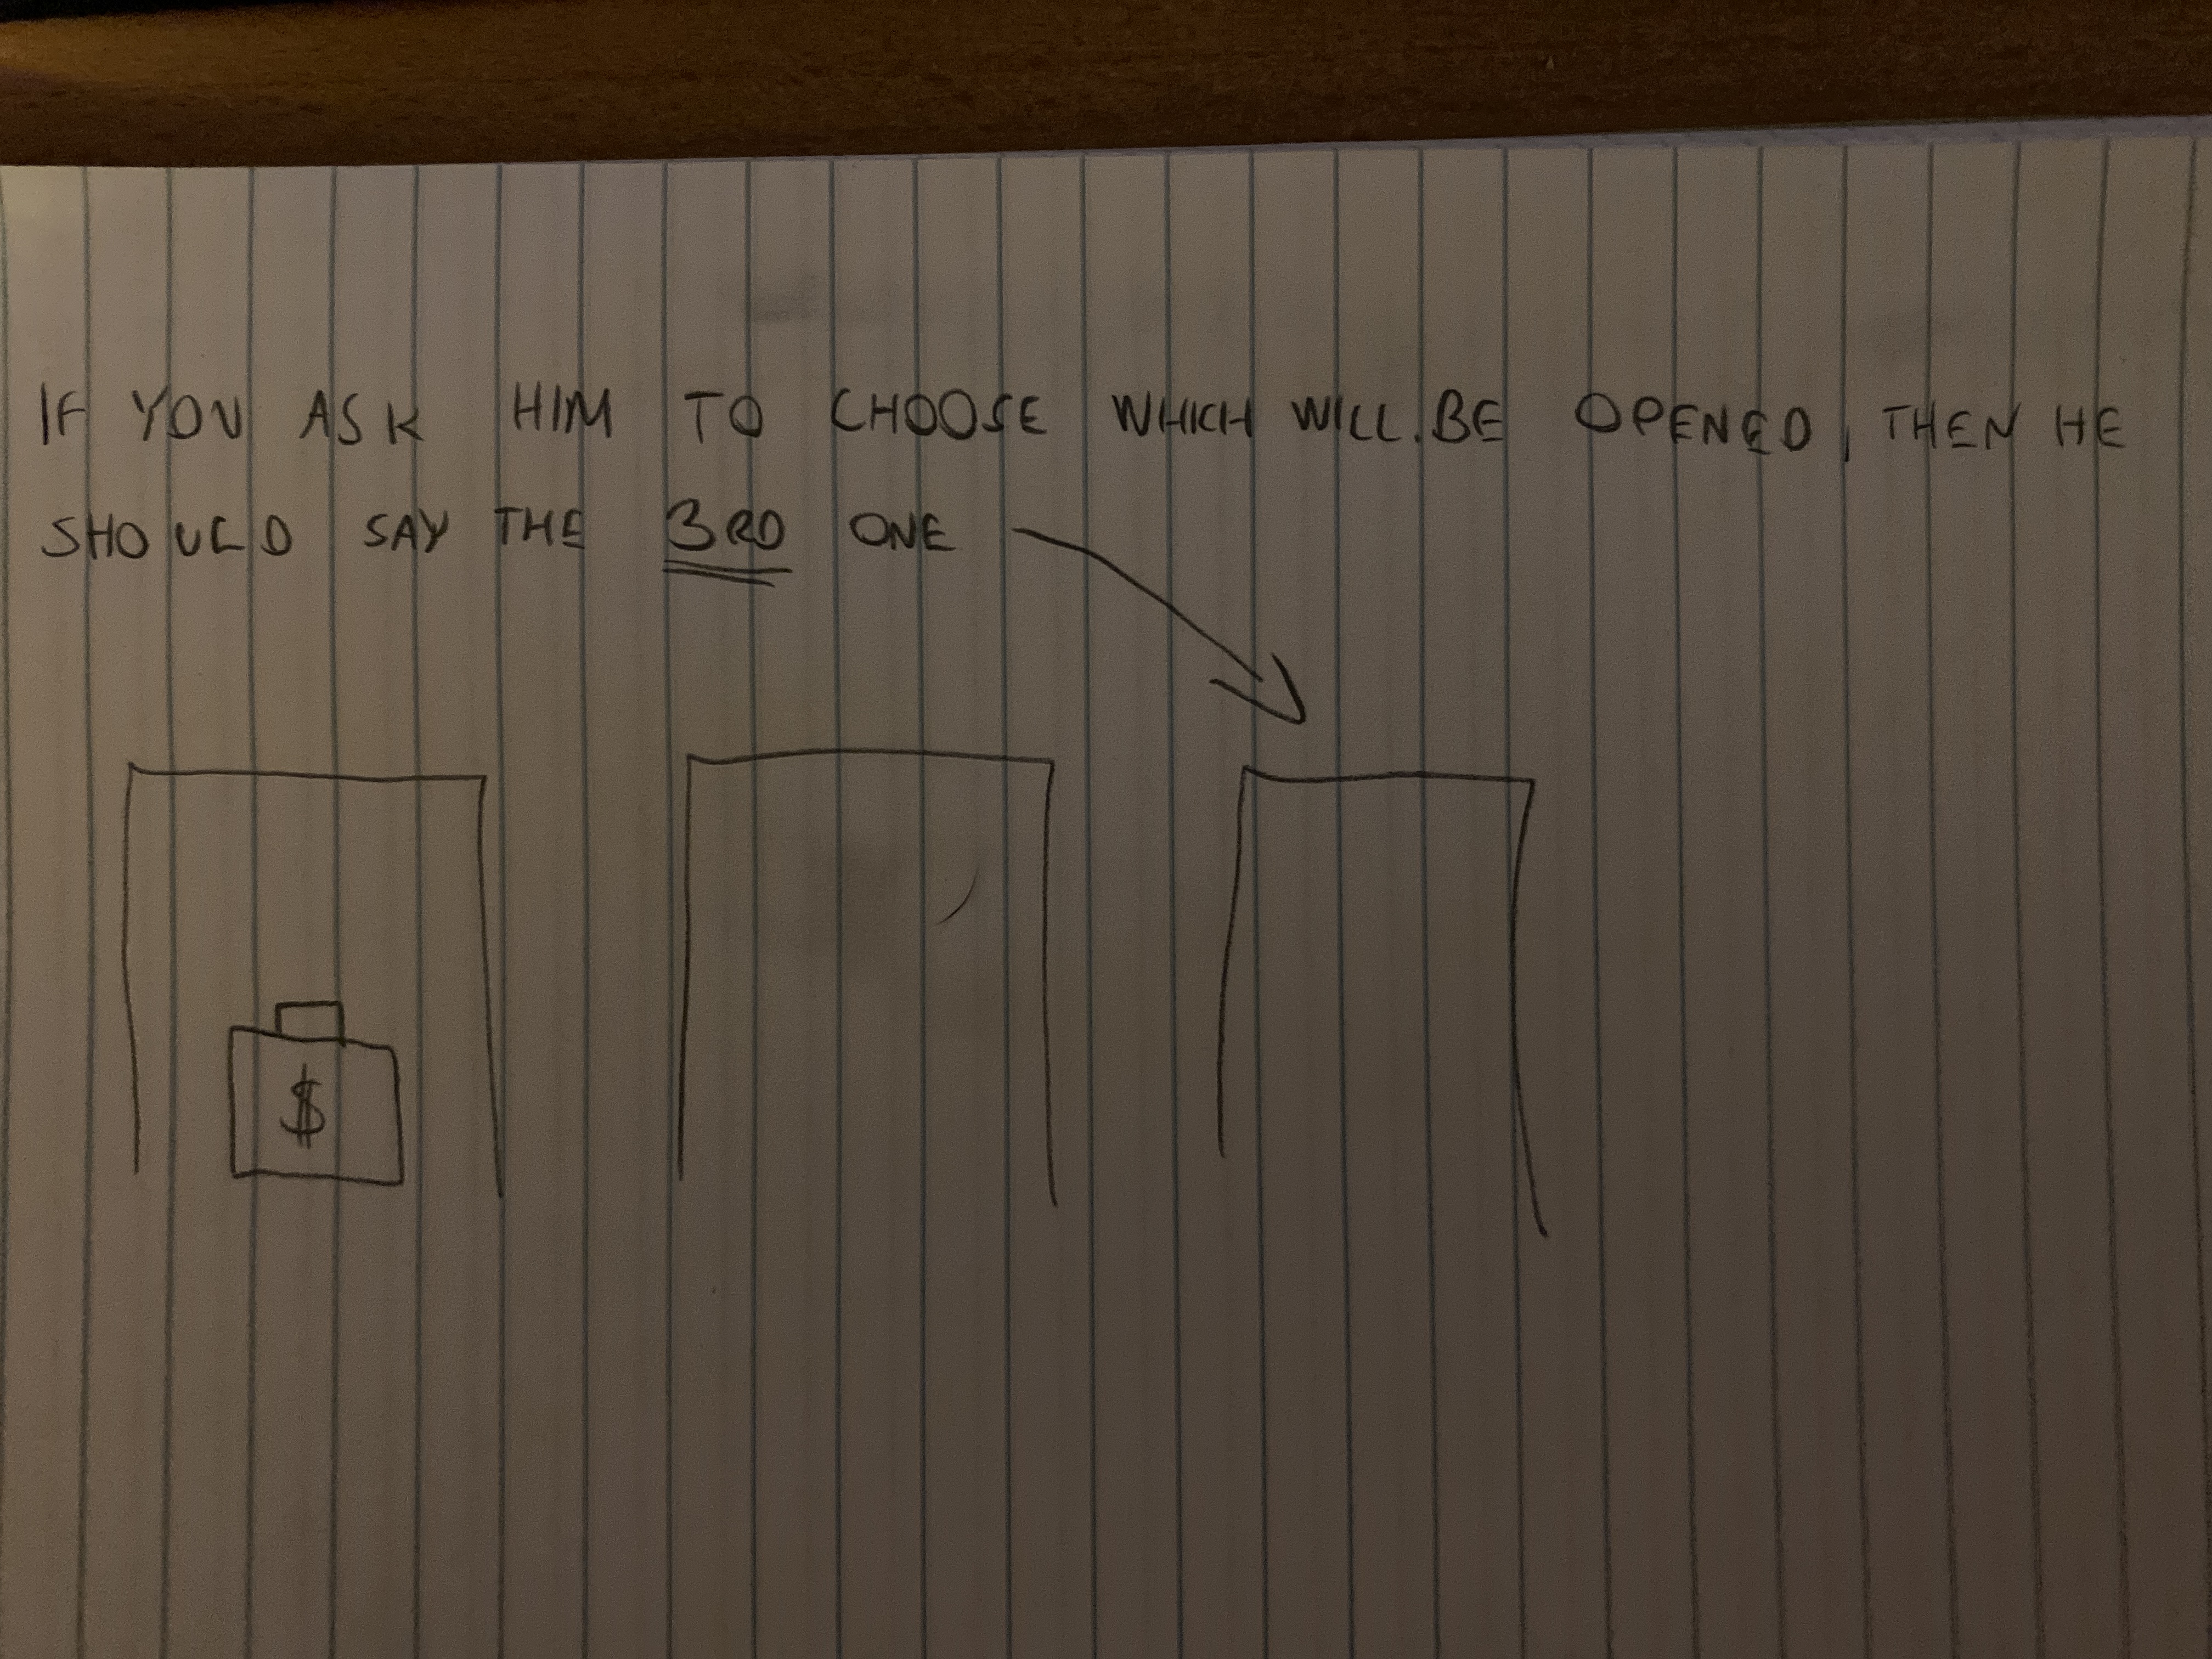 IF YOU ASK HIM TO CHOOSE WHICH WILL BE OPENED, THEN HE
SHOULD SAY THE 3RD ONE
$